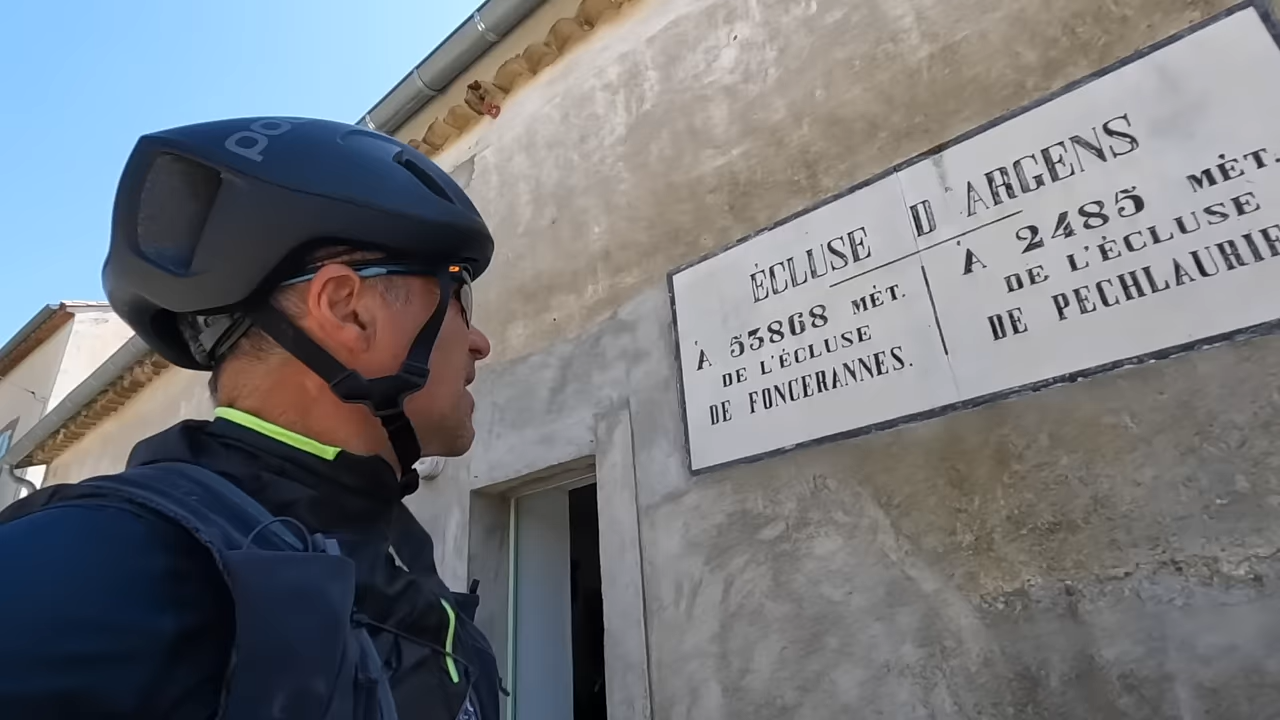 POC
ÉCLUSE D'ARGENS
À 53868 MÈT.
DE L'ÉCLUSE
DE FONCERANNES.
À 2485 MÈT.
DE L'ÉCLUSE
DE PECHLAURIE